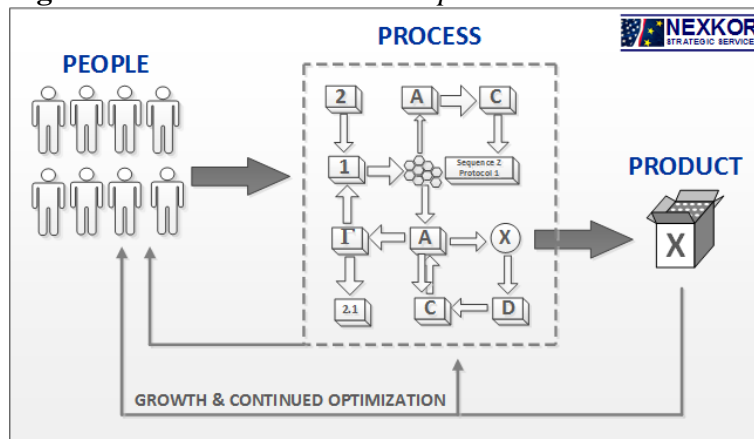 NEXKOR
STRATEGIC SERVICE
PROCESS
PEOPLE
2
A
C
1
Sequence 2
Protocol 1
PRODUCT
Γ
A
X
X
2.1
C
D
GROWTH & CONTINUED OPTIMIZATION